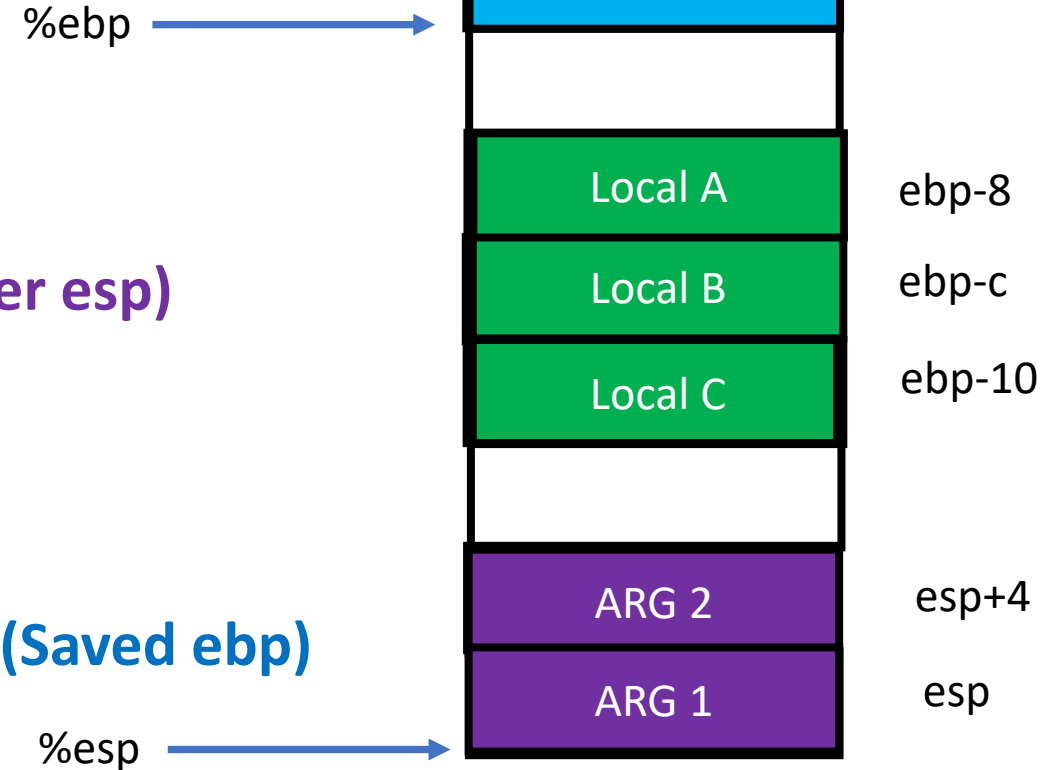 %ebp
Local A
ebp-8
er esp)
Local B
ebp-c
Local C
ebp-10
ARG 2
esp+4
(Saved ebp)
ARG 1
esp
%esp